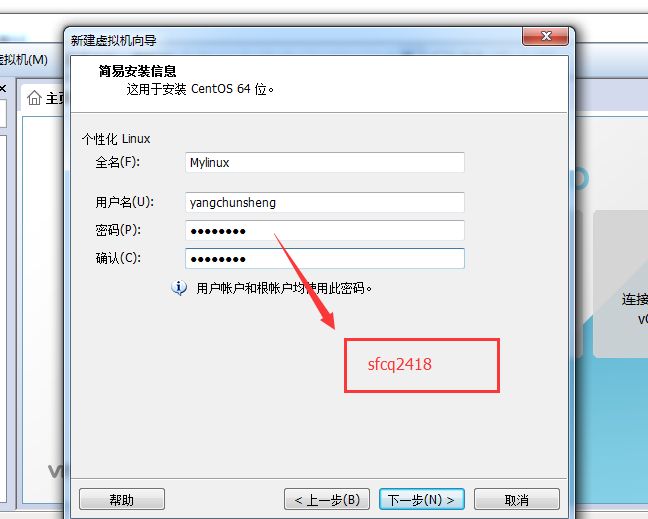 新建虚拟机向导
虚拟机(M)
主页
简易安装信息
这用于安装 CentOS 64 位。
个性化 Linux
全名(F):
Mylinux
用户名(U):
yangchunsheng
密码(P):
●●●●●●●●
确认(C):
●●●●●●●●
用户帐户和根帐户均使用此密码。
sfcq2418
连接
帮助
< 上一步(B)
下一步(N) >
取消